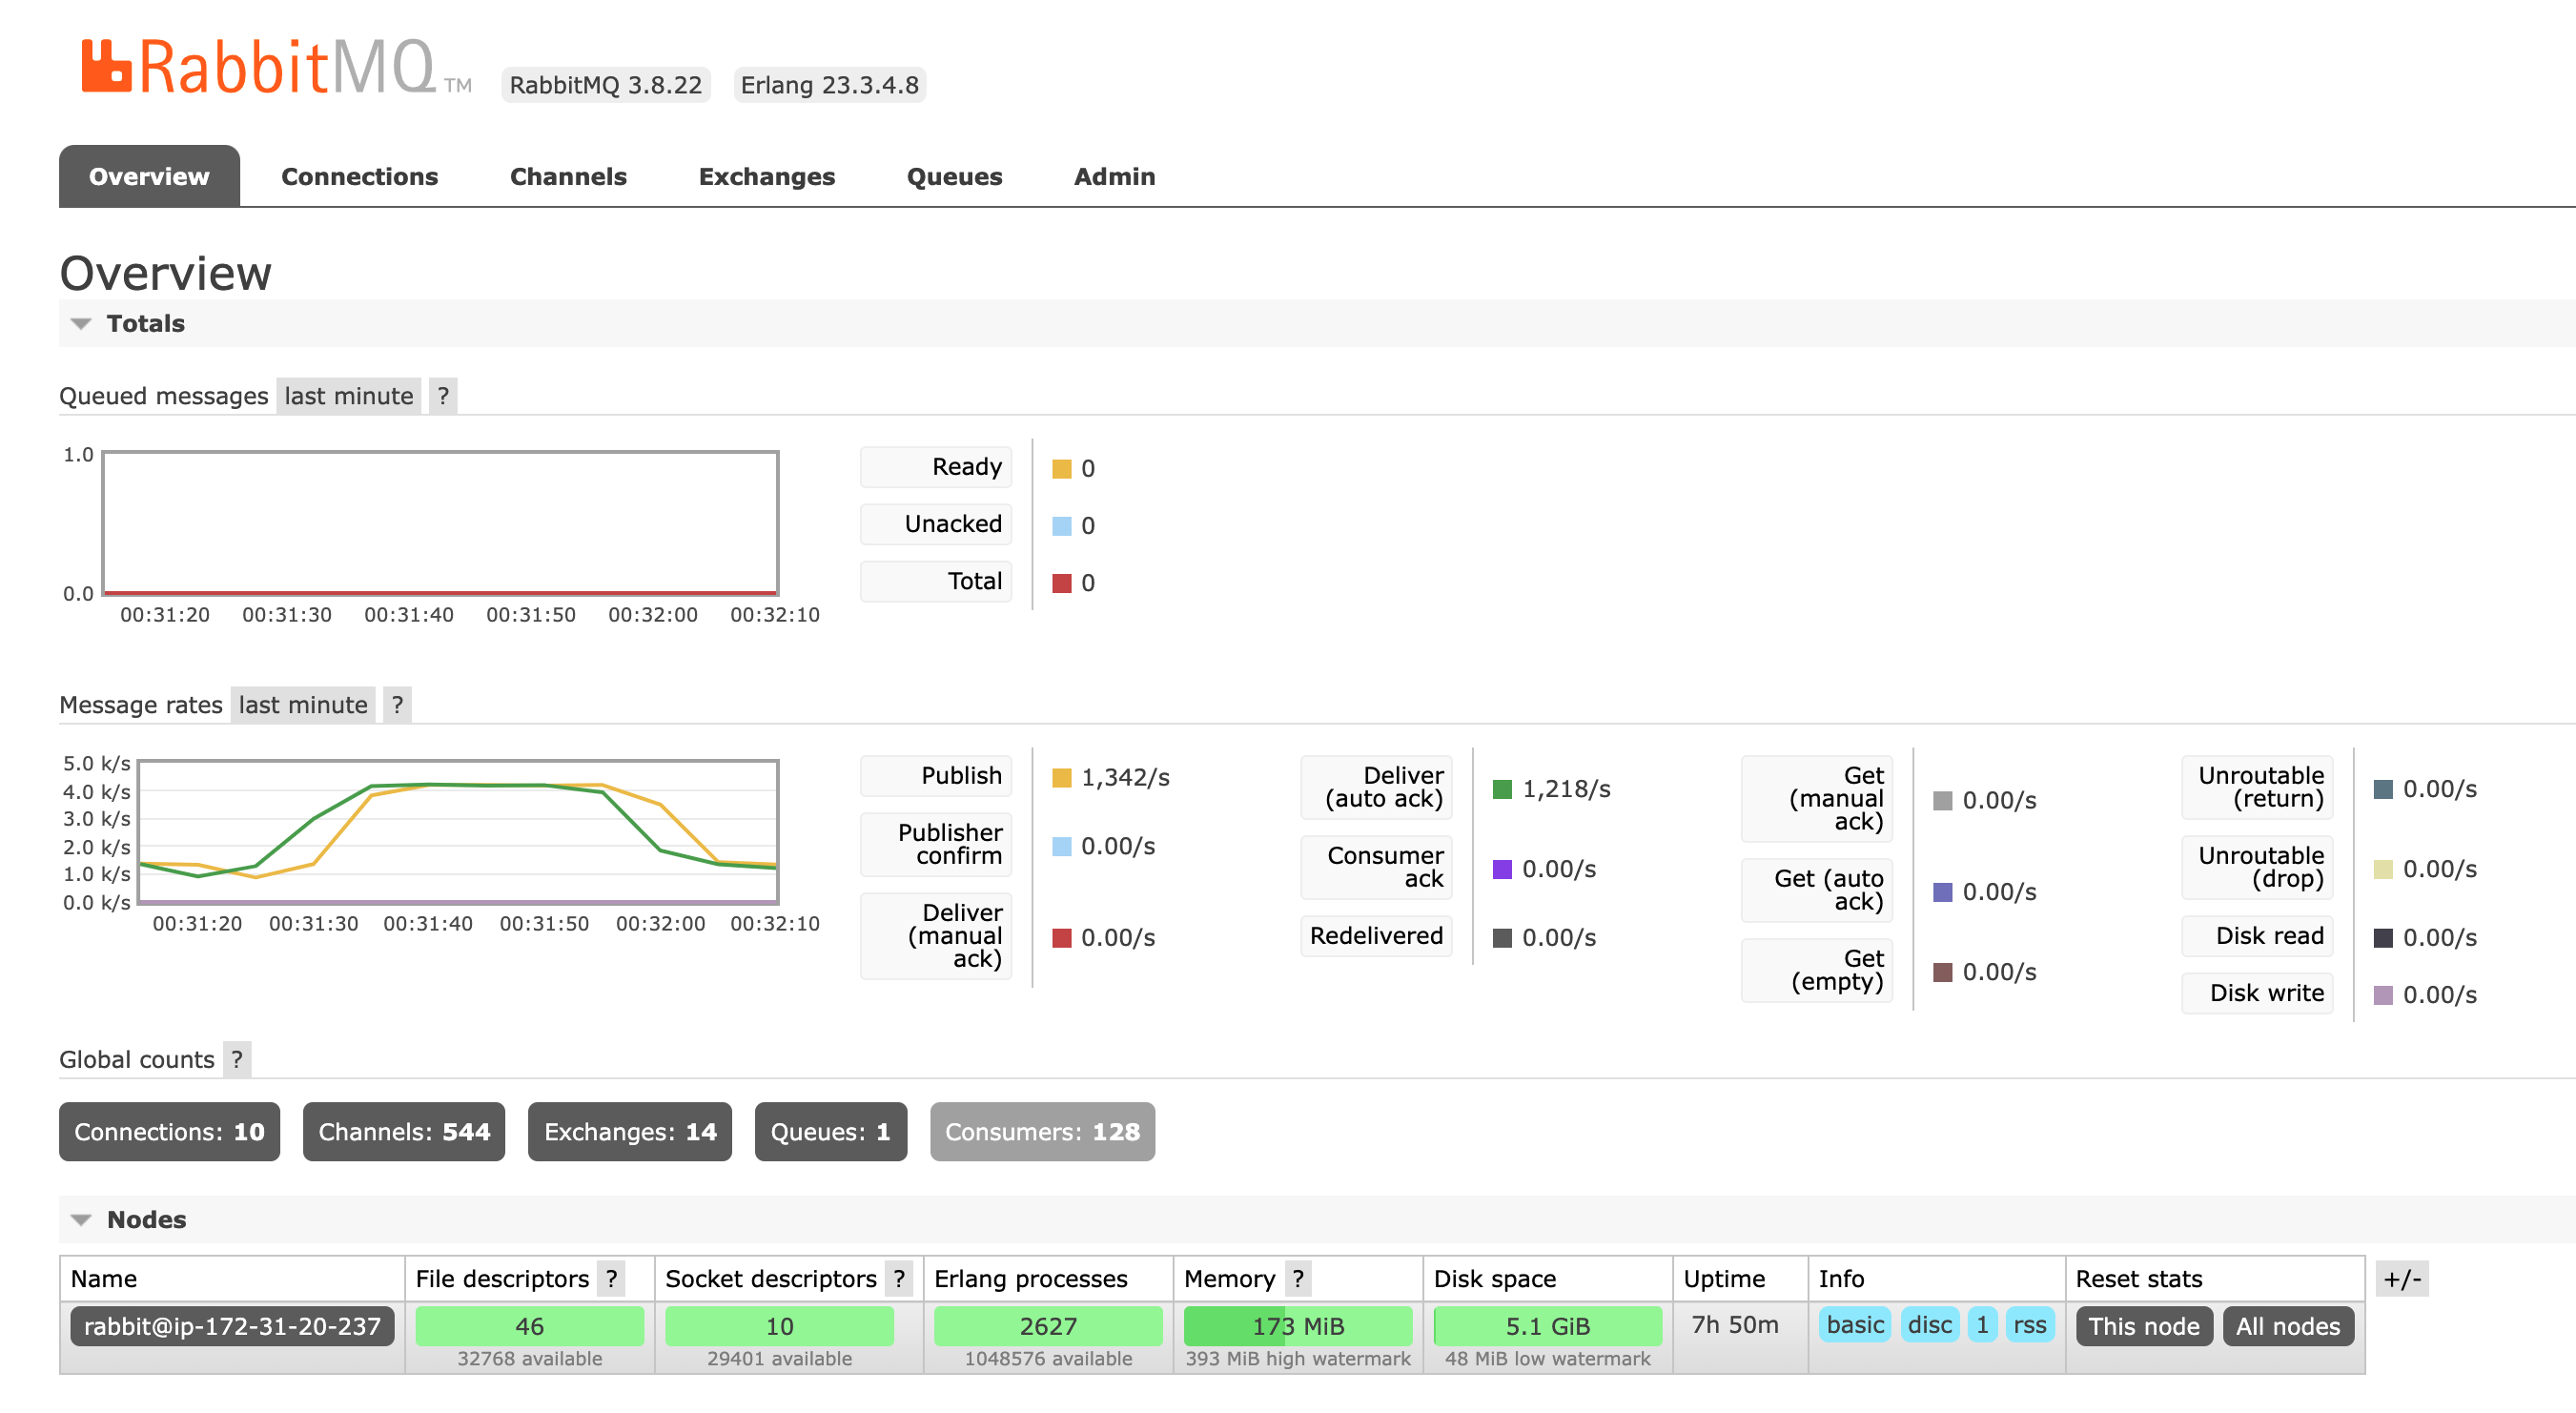 RabbitMQ TM RabbitMQ 3.8.22 Erlang 23.3.4.8
Overview Connections Channels Exchanges Queues Admin
Overview
Totals
Queued messages last minute ?
1.0
0.0
00:31:20 00:31:30 00:31:40 00:31:50 00:32:00 00:32:10
Ready 0
Unacked 0
Total 0
Message rates last minute ?
5.0 k/s
4.0 k/s
3.0 k/s
2.0 k/s
1.0 k/s
0.0 k/s
00:31:20 00:31:30 00:31:40 00:31:50 00:32:00 00:32:10
Publish 1,342/s
Publisher
confirm 0.00/s
Deliver
(manual
ack) 0.00/s
Deliver
(auto ack) 1,218/s
Consumer
ack 0.00/s
Redelivered 0.00/s
Get
(manual
ack) 0.00/s
Get (auto
ack) 0.00/s
Get
(empty) 0.00/s
Unroutable
(return) 0.00/s
Unroutable
(drop) 0.00/s
Disk read 0.00/s
Disk write 0.00/s
Global counts ?
Connections: 10 Channels: 544 Exchanges: 14 Queues: 1 Consumers: 128
Nodes
Name File descriptors ? Socket descriptors ? Erlang processes Memory ? Disk space Uptime Info Reset stats +/-
rabbit@ip-172-31-20-237 46 10 2627 173 MiB 5.1 GiB 7h 50m basic disc 1 rss This node All nodes
32768 available 29401 available 1048576 available 393 MiB high watermark 48 MiB low watermark